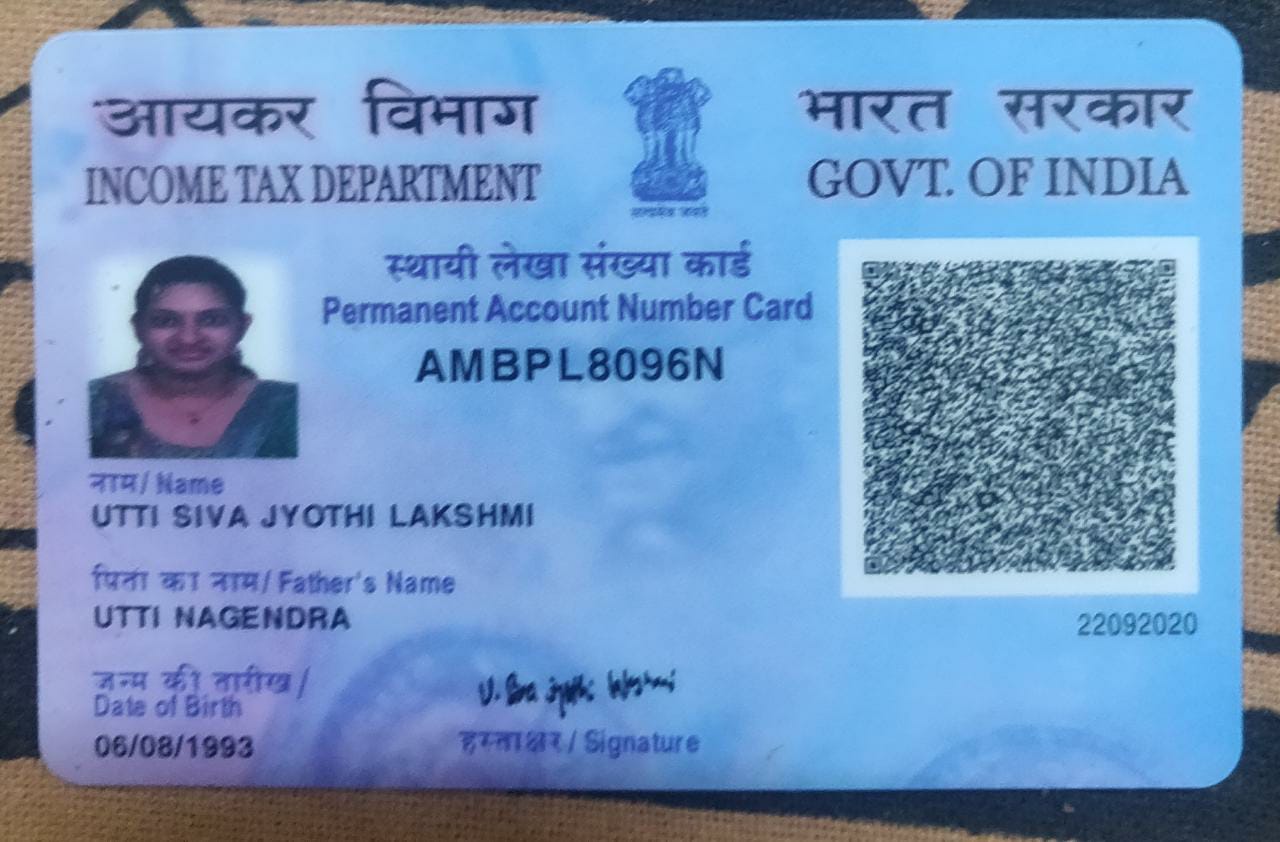 आयकर विभाग
INCOME TAX DEPARTMENT
सत्यमेव जयते
भारत सरकार
GOVT. OF INDIA
स्थायी लेखा संख्या कार्ड
Permanent Account Number Card
AMBPL8096N
नाम/ Name
UTTI SIVA JYOTHI LAKSHMI
पिता का नाम/ Father's Name
UTTI NAGENDRA
22092020
जन्म की तारीख/
Date of Birth
06/08/1993
U. Siva jyothi
हस्ताक्षर/ Signature